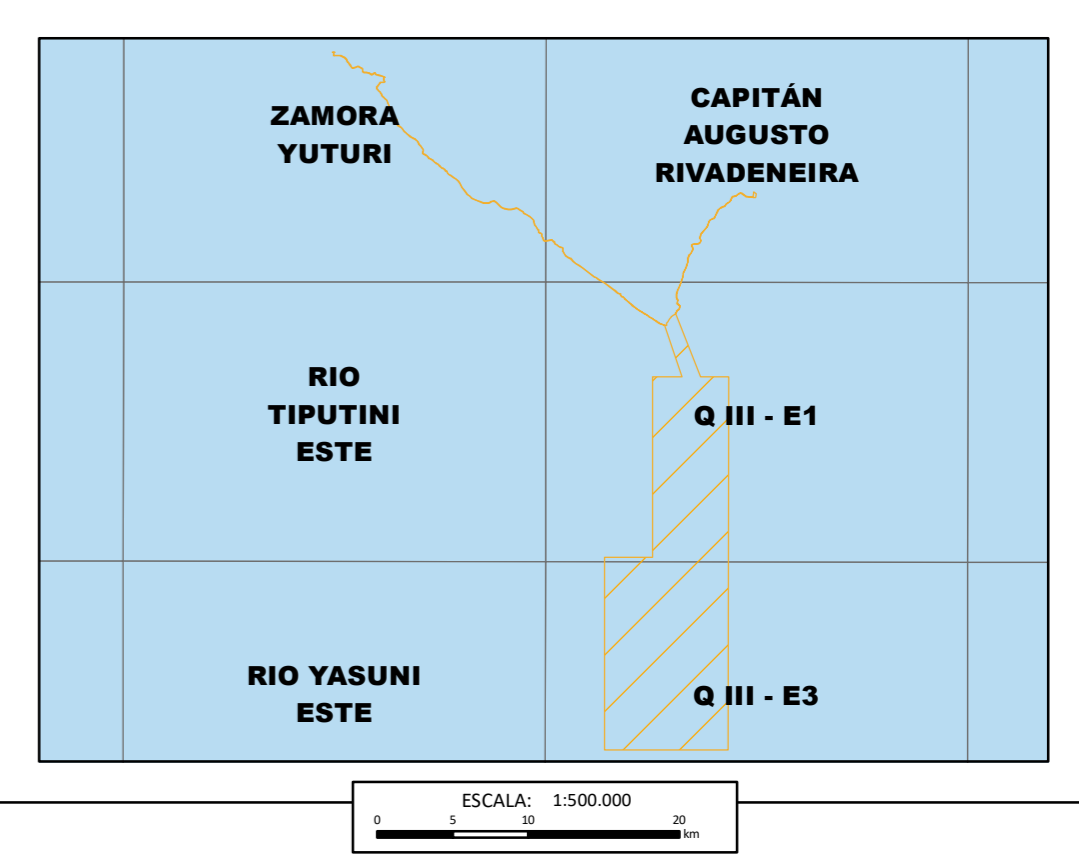 ZAMORA
YUTURI
CAPITÁN
AUGUSTO
RIVADENEIRA
RIO
TIPUTINI
ESTE
Q III - E1
RIO YASUNI
ESTE
Q III - E3
ESCALA: 1:500.000
0 5 10 20
km